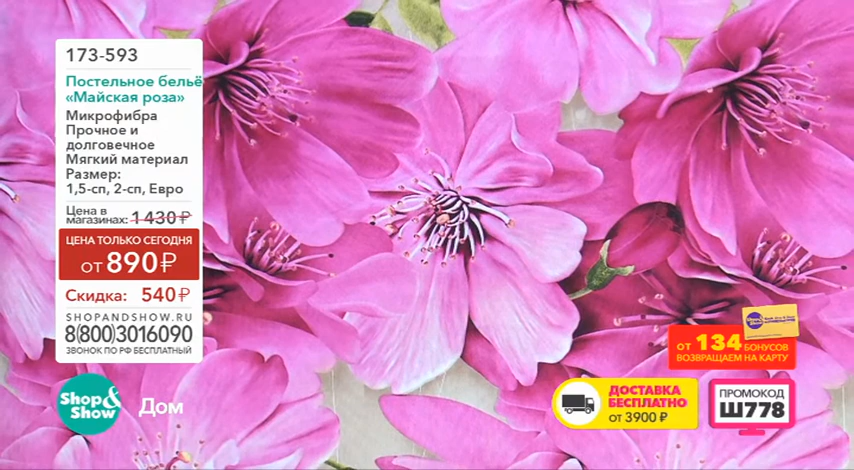 173-593
Постельное бельё
«Майская роза»
Микрофибра
Прочное и
долговечное
Мягкий материал
Размер:
1,5-сп, 2-сп, Евро
Цена в
магазинах: 1 430 ₽
ЦЕНА ТОЛЬКО СЕГОДНЯ
от 890 ₽
Скидка: 540 ₽
SHOPANDSHOW.RU
8(800)3016090
ЗВОНОК ПО РФ БЕСПЛАТНЫЙ
Shop&
Show
Дом
Shop&
Show
от 134 БОНУСОВ
ВОЗВРАЩАЕМ НА КАРТУ
ДОСТАВКА
БЕСПЛАТНО
от 3900 ₽
ПРОМОКОД
Ш778